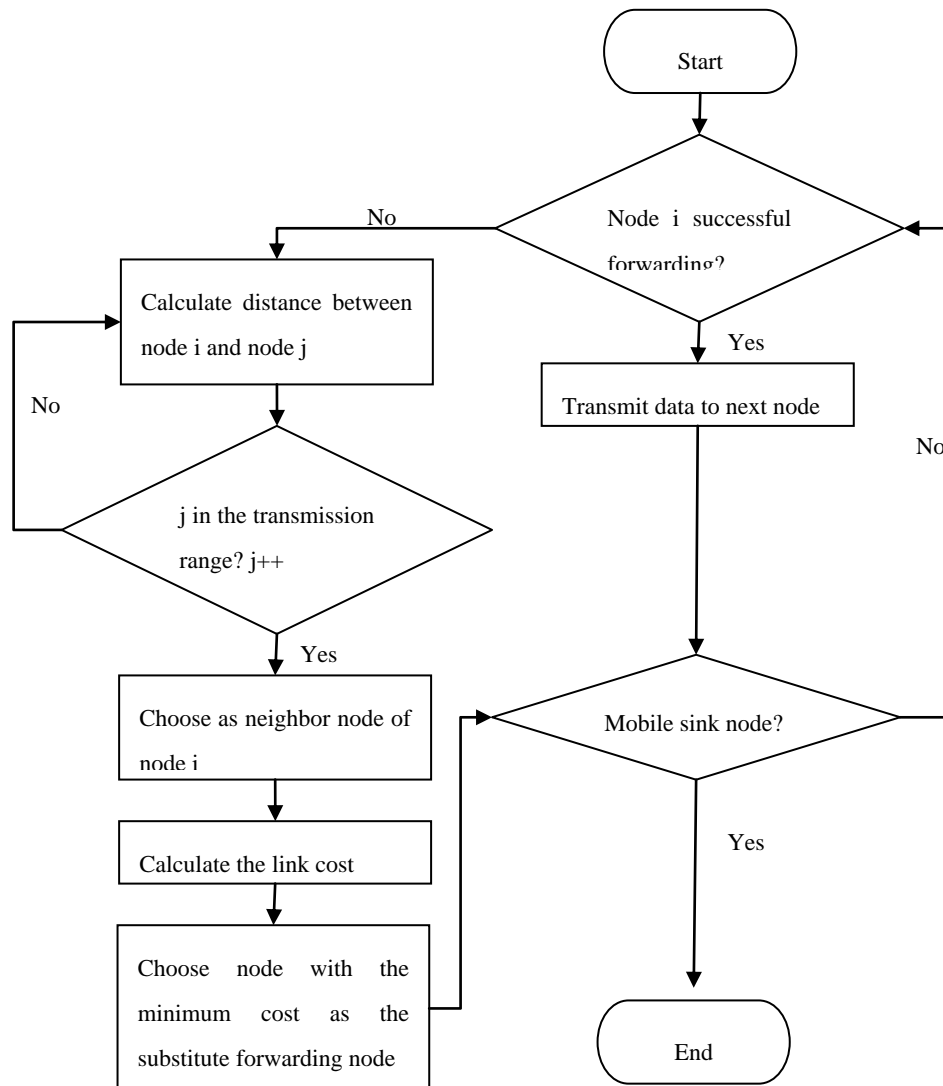 Start
No
Node i successful
forwarding?
Calculate distance between
node i and node j
Yes
No
Transmit data to next node
No
j in the transmission
range? j++
Yes
Choose as neighbor node of
node i
Mobile sink node?
Calculate the link cost
Yes
Choose node with the
minimum cost as the
substitute forwarding node
End